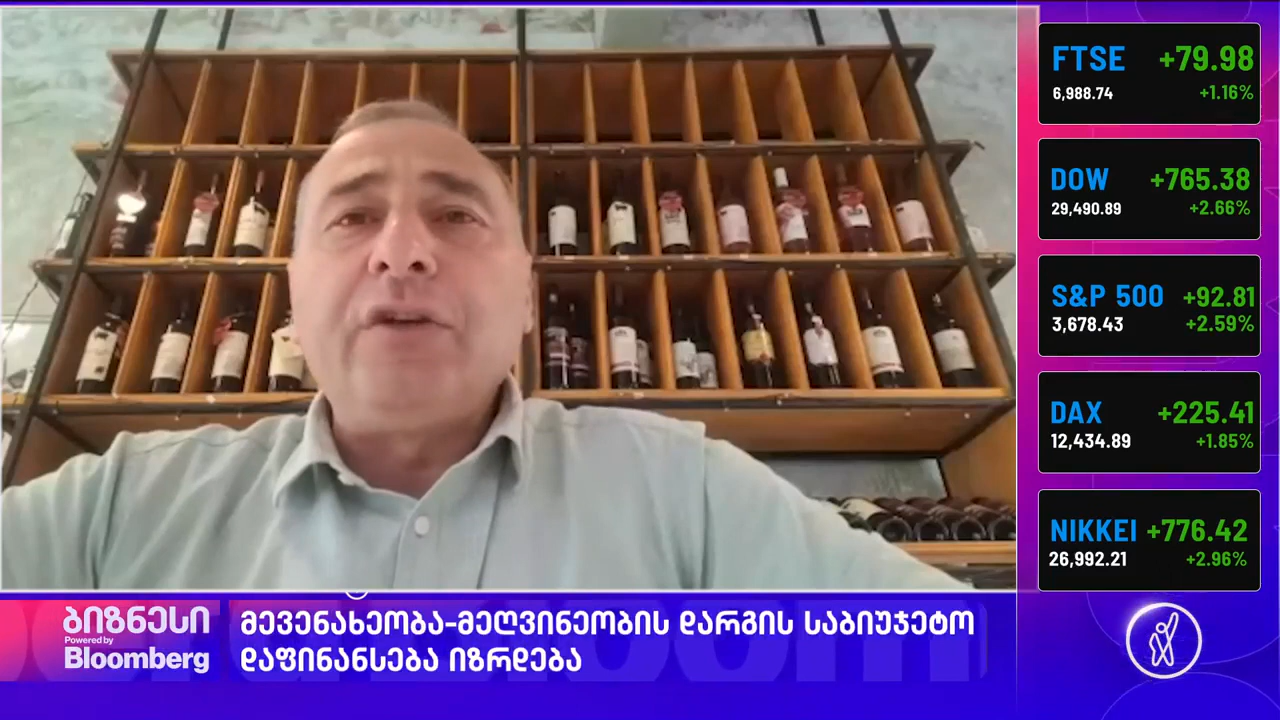 FTSE +79.98
6,988.74 +1.16%
DOW +765.38
29,490.89 +2.66%
S&P 500 +92.81
3,678.43 +2.59%
DAX +225.41
12,434.89 +1.85%
NIKKEI +776.42
26,992.21 +2.96%
ბიზნესი
Powered by
Bloomberg
მევენახეობა-მეღვინეობის დარგის საბიუჯეტო
დაფინანსება იზრდება